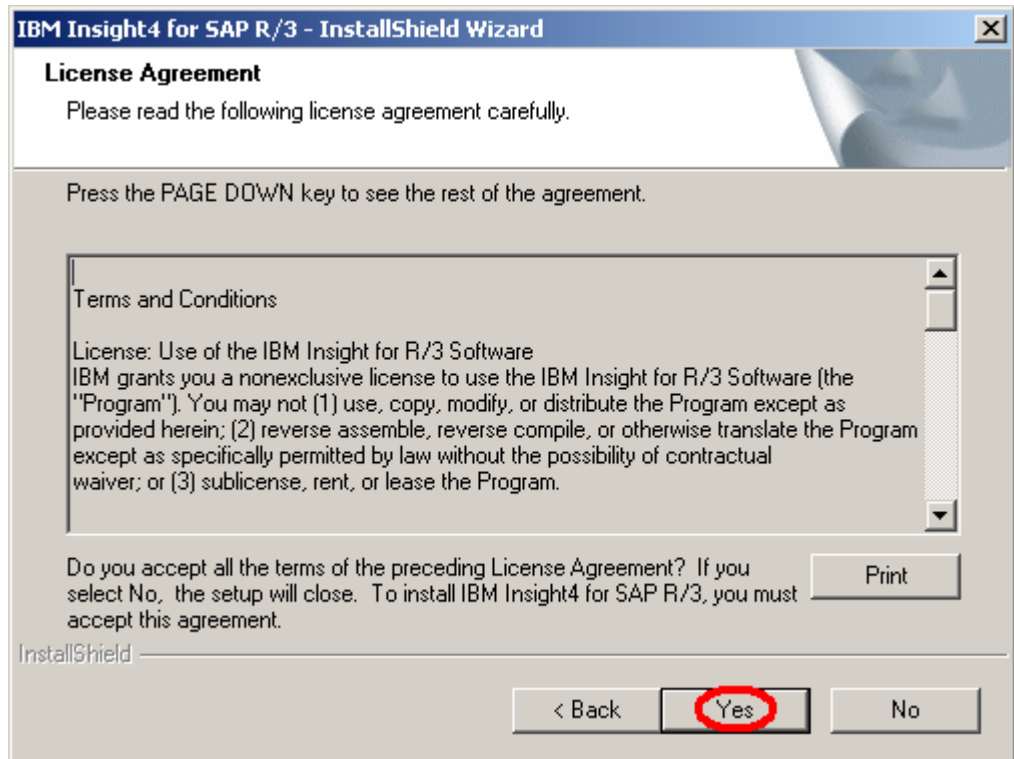 IBM Insight4 for SAP R/3 - InstallShield Wizard
License Agreement
Please read the following license agreement carefully.
Press the PAGE DOWN key to see the rest of the agreement.
Terms and Conditions
License: Use of the IBM Insight for R/3 Software
IBM grants you a nonexclusive license to use the IBM Insight for R/3 Software (the
"Program"). You may not (1) use, copy, modify, or distribute the Program except as
provided herein; (2) reverse assemble, reverse compile, or otherwise translate the Program
except as specifically permitted by law without the possibility of contractual
waiver; or (3) sublicense, rent, or lease the Program.
Do you accept all the terms of the preceding License Agreement? If you
select No, the setup will close. To install IBM Insight4 for SAP R/3, you must
accept this agreement.
Print
InstallShield
< Back
Yes
No